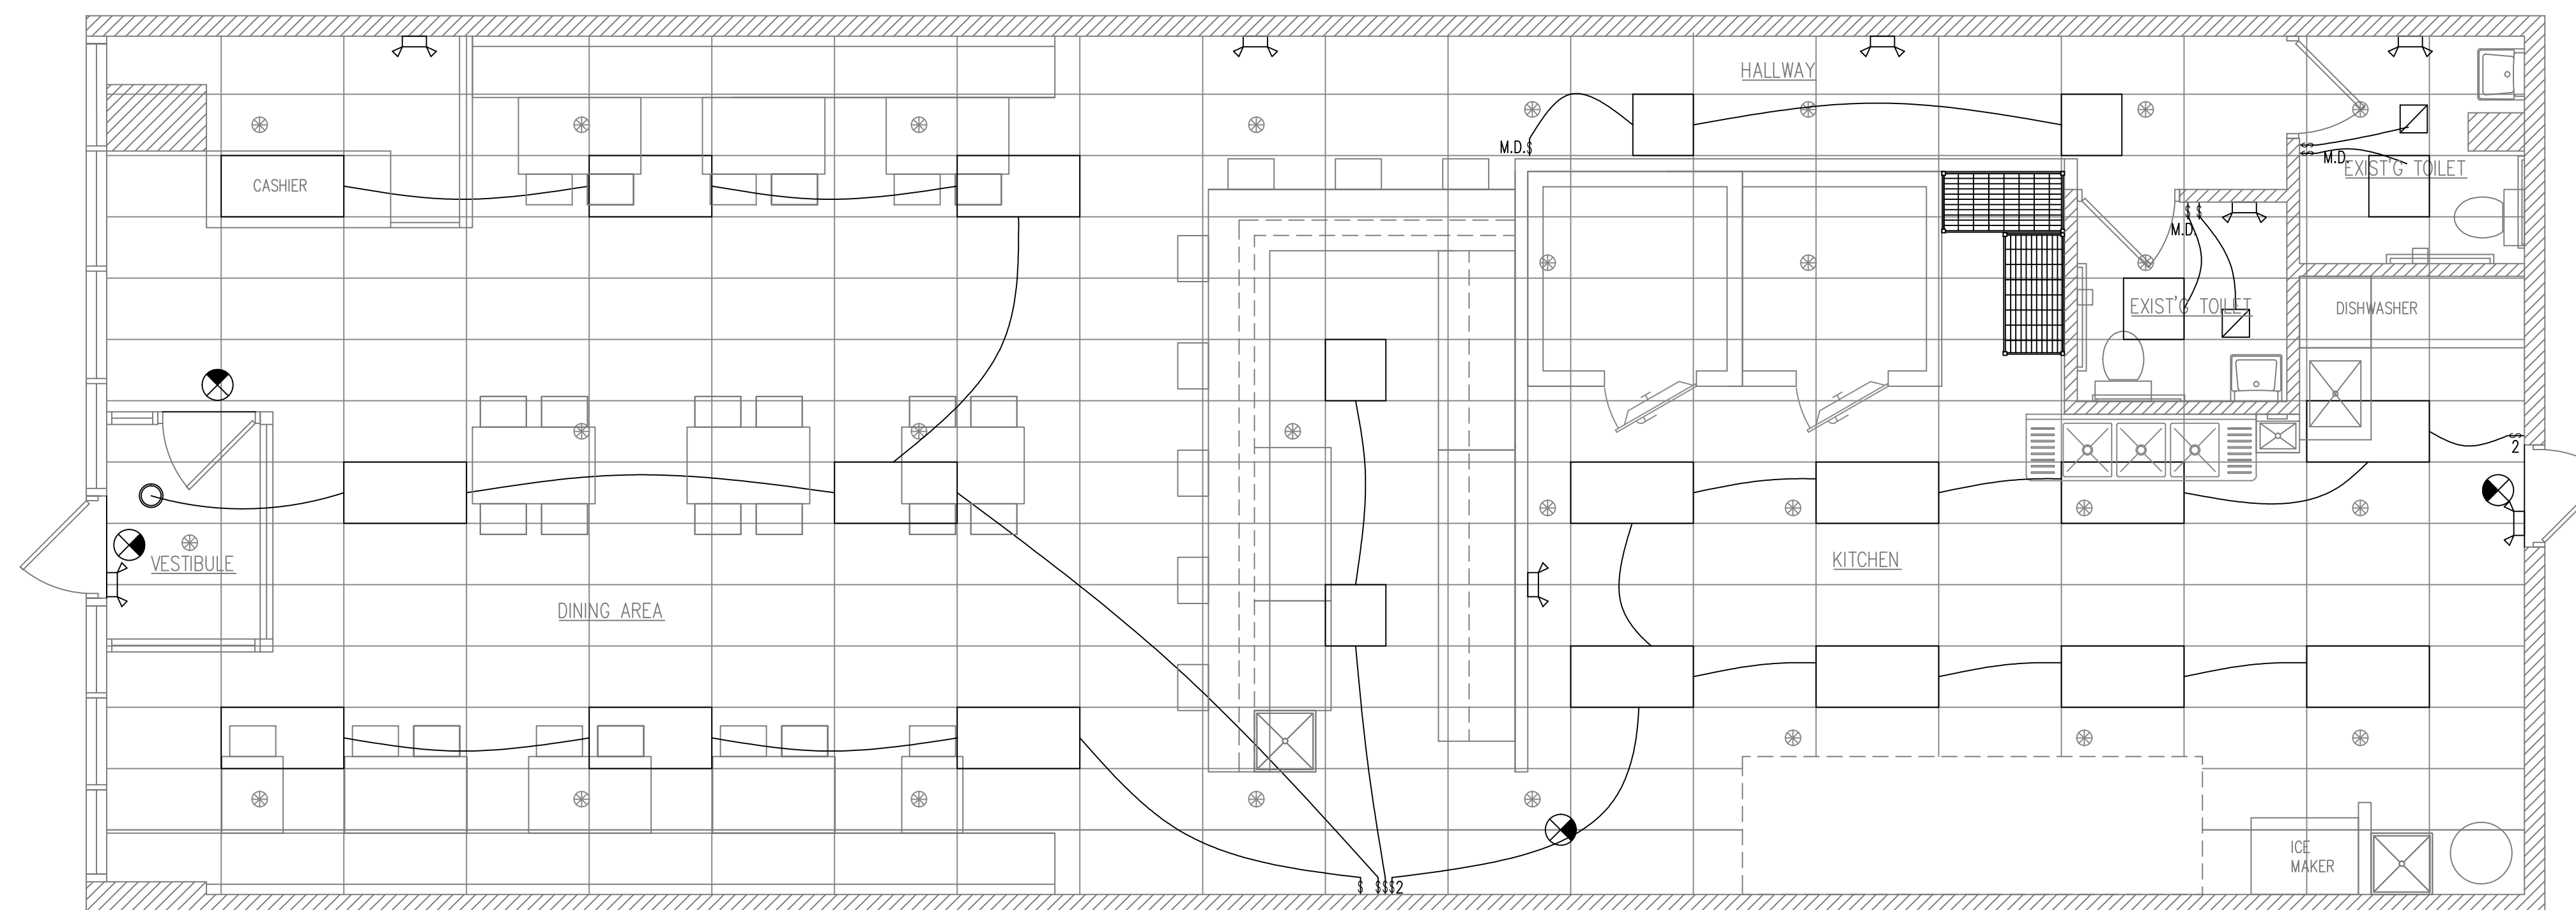 HALLWAY
M.D.$
$
$ M.D.
EXIST'G TOILET
CASHIER
$ $
M.D.
EXIST'G TOILET
DISHWASHER
$
2
KITCHEN
VESTIBULE
DINING AREA
ICE
MAKER
$ $$$2